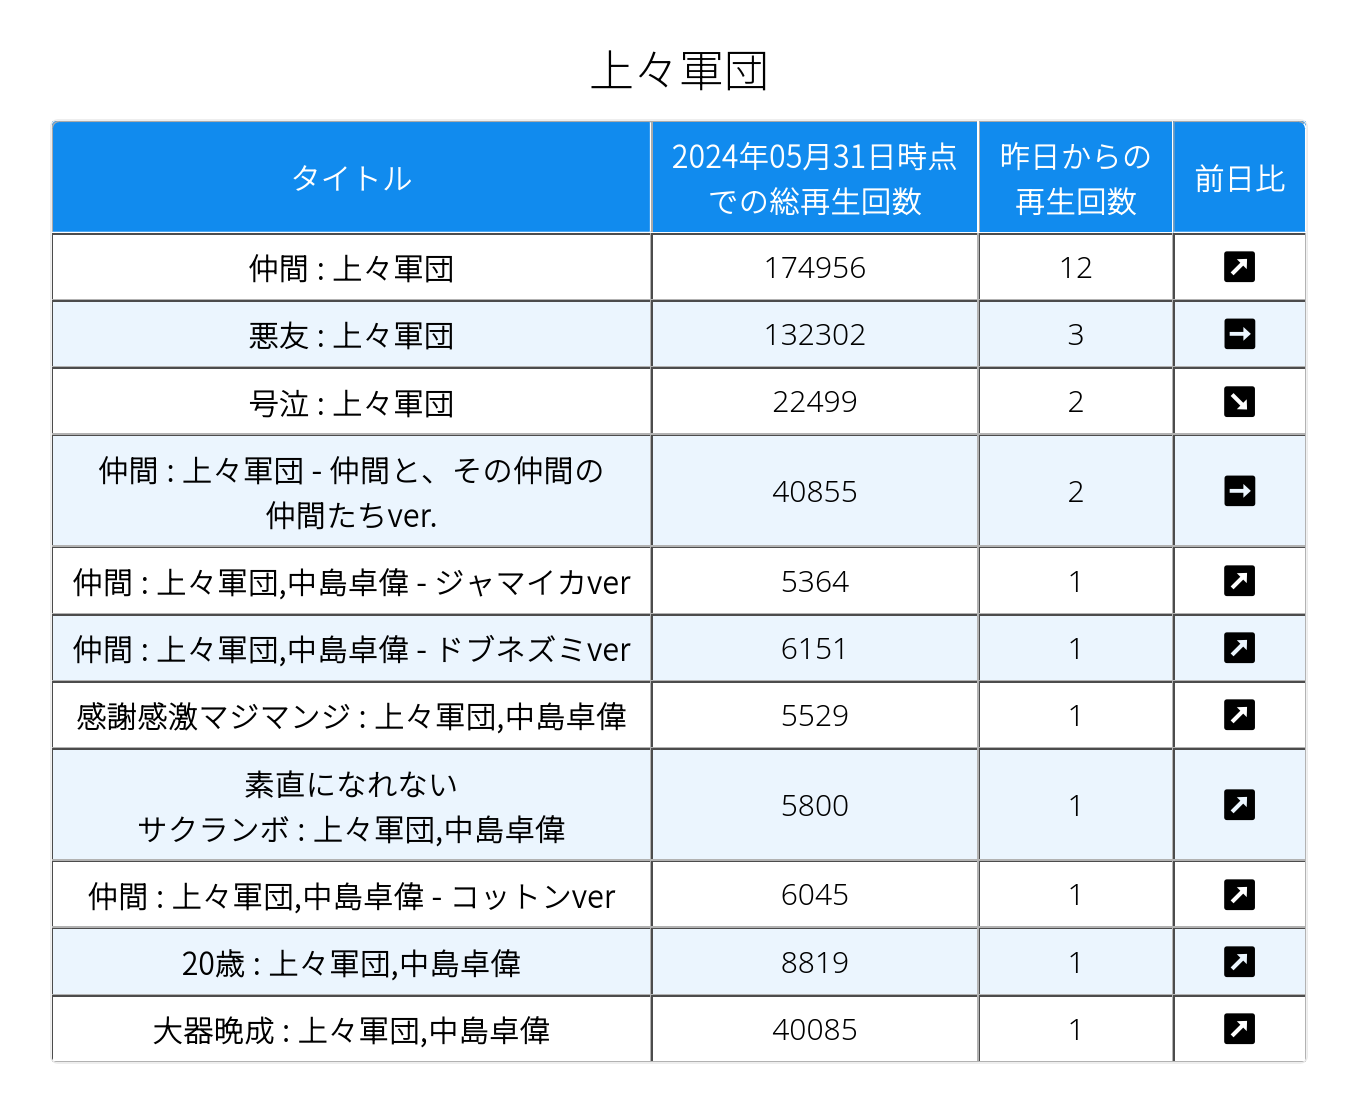 上々軍団
タイトル
2024年05月31日時点
での総再生回数
昨日からの
再生回数
前日比
仲間 : 上々軍団
174956
12
悪友 : 上々軍団
132302
3
号泣 : 上々軍団
22499
2
仲間 : 上々軍団 - 仲間と、その仲間の
仲間たちver.
40855
2
仲間 : 上々軍団,中島卓偉 - ジャマイカver
5364
1
仲間 : 上々軍団,中島卓偉 - ドブネズミver
6151
1
感謝感激マジマンジ : 上々軍団,中島卓偉
5529
1
素直になれない
サクランボ : 上々軍団,中島卓偉
5800
1
仲間 : 上々軍団,中島卓偉 - コットンver
6045
1
20歳 : 上々軍団,中島卓偉
8819
1
大器晩成 : 上々軍団,中島卓偉
40085
1